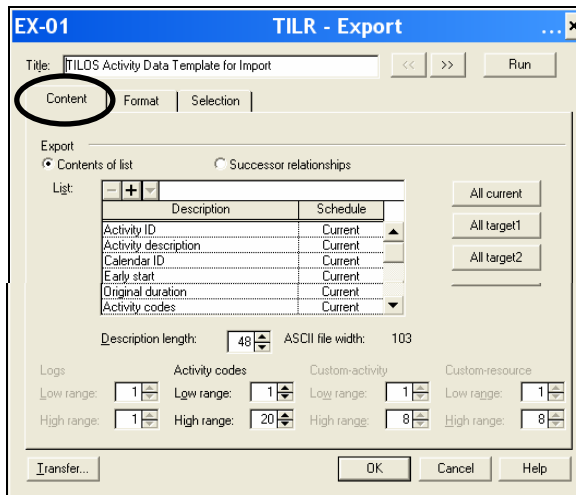 EX-01 TILR - Export ...
Title: TILOS Activity Data Template for Import << >> Run
Content Format Selection
Export
Contents of list Successor relationships
List: All current
Description Schedule
Activity ID Current All target1
Activity description Current
Calendar ID Current All target2
Early start Current
Original duration Current
Activity codes Current
Description length: 48 ASCII file width: 103
Logs Activity codes Custom-activity Custom-resource
Low range: 1 Low range: 1 Low range: 1 Low range: 1
High range: 1 High range: 20 High range: 8 High range: 8
Transfer... OK Cancel Help